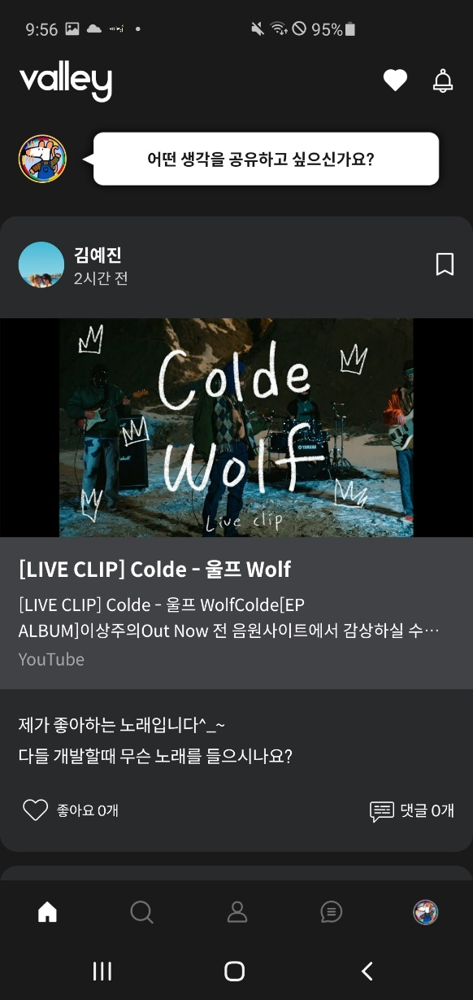 9:56
valley
95%
valley
어떤 생각을 공유하고 싶으신가요?
김예진
2시간 전
Colde
Wolf
Live clip
YAMAHA
Marshall
[LIVE CLIP] Colde - 울프 Wolf
[LIVE CLIP] Colde - 울프 WolfColde[EP
ALBUM]이상주의Out Now 전 음원사이트에서 감상하실 수…
YouTube
제가 좋아하는 노래입니다^_~
다들 개발할때 무슨 노래를 들으시나요?
좋아요 0개
댓글 0개